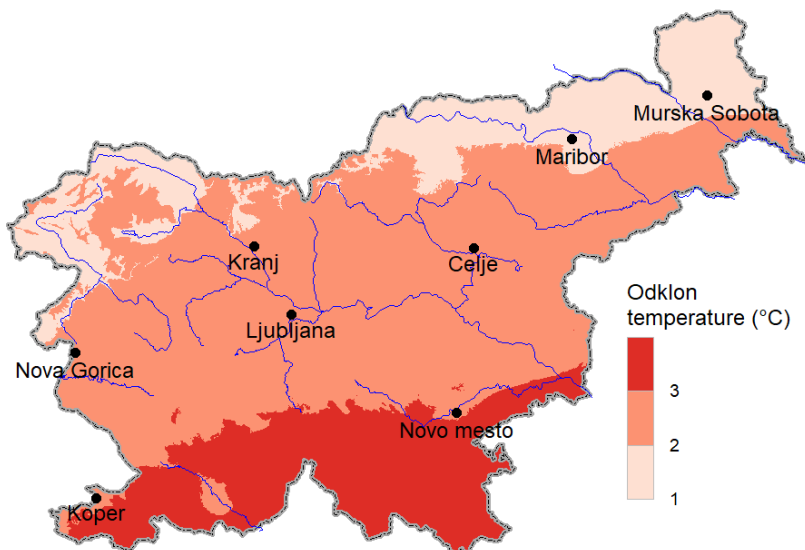 Murska Sobota
Maribor
Kranj
Celje
Ljubljana
Nova Gorica
Novo mesto
Koper
Odklon
temperature (°C)
3
2
1